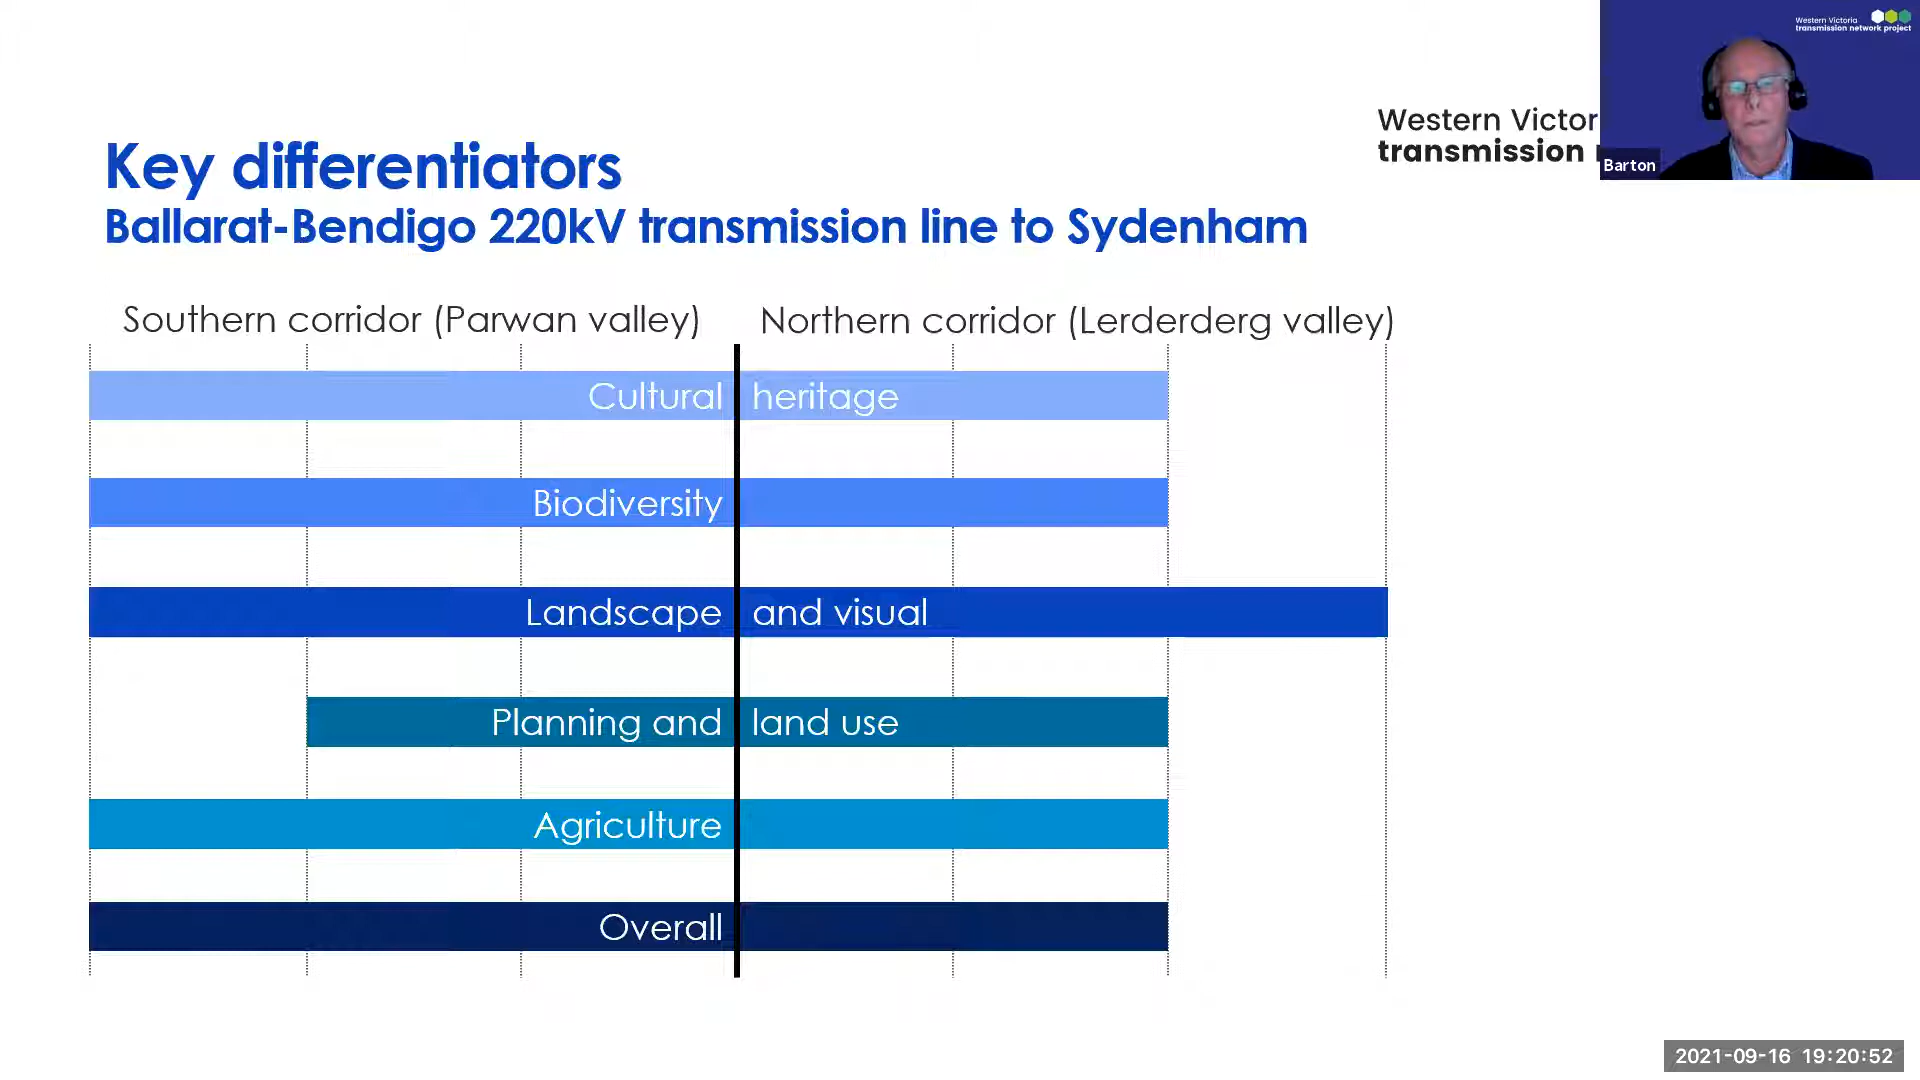 Western Victoria
transmission network project
Western Victor
transmission
Barton
Key differentiators
Ballarat-Bendigo 220kV transmission line to Sydenham
Southern corridor (Parwan valley)
Northern corridor (Lerderderg valley)
Cultural heritage
Biodiversity
Landscape and visual
Planning and land use
Agriculture
Overall
2021-09-16 19:20:52